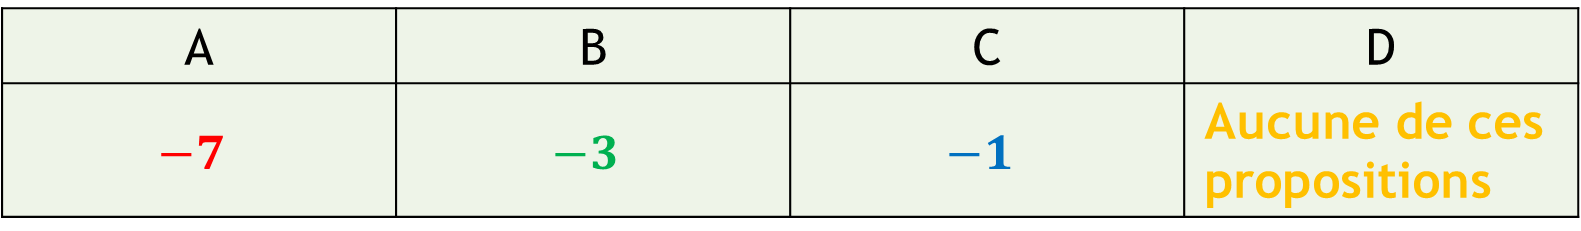 A B C D
−7 −3 −1 Aucune de ces
propositions